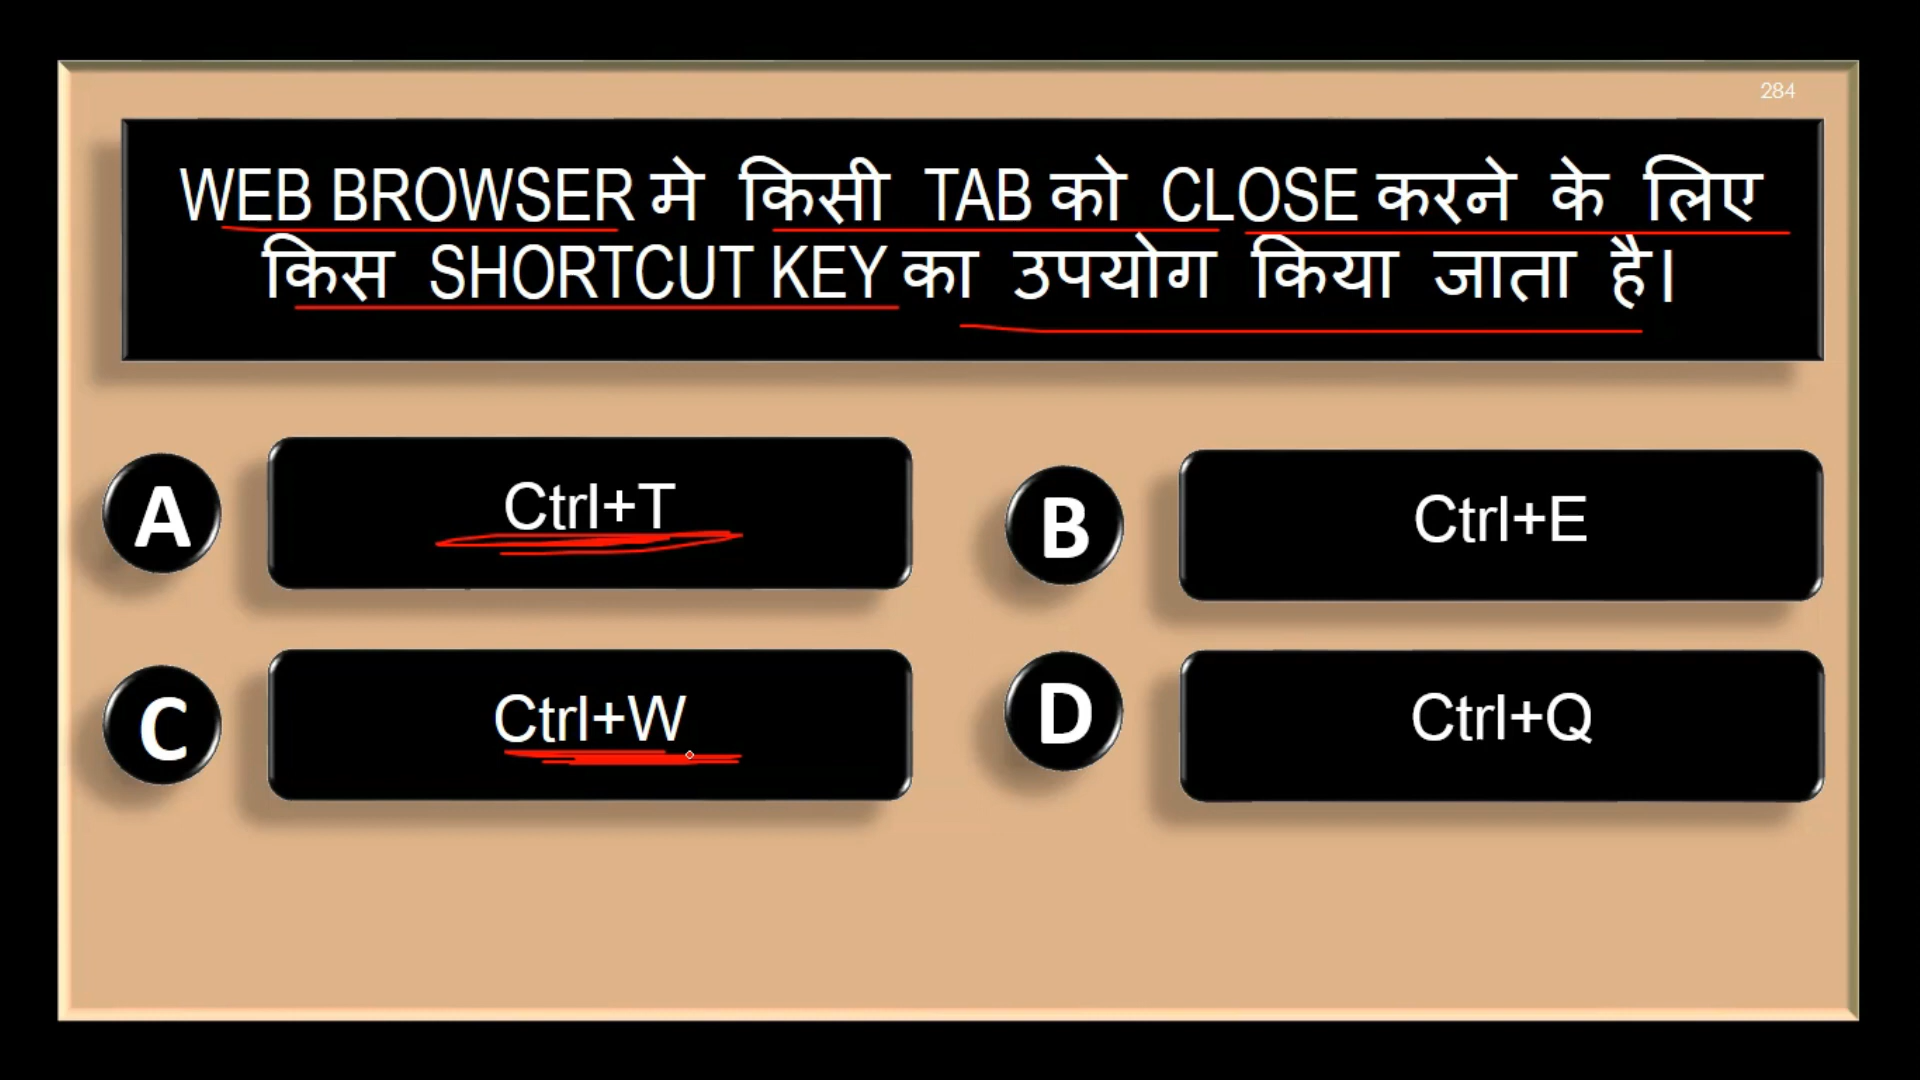 284
WEB BROWSER मे किसी TAB को CLOSE करने के लिए
किस SHORTCUT KEY का उपयोग किया जाता है।
A Ctrl+T
B Ctrl+E
C Ctrl+W
D Ctrl+Q